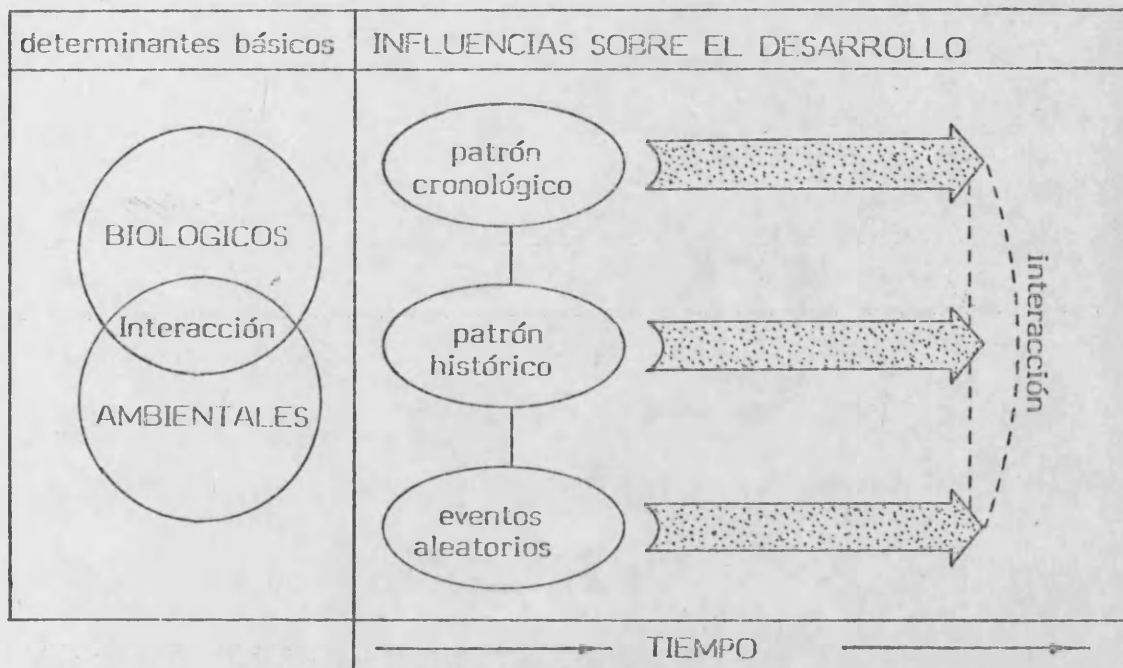 determinantes básicos
INFLUENCIAS SOBRE EL DESARROLLO
BIOLOGICOS
Interacción
AMBIENTALES
patrón
cronológico
patrón
histórico
eventos
aleatorios
interacción
TIEMPO